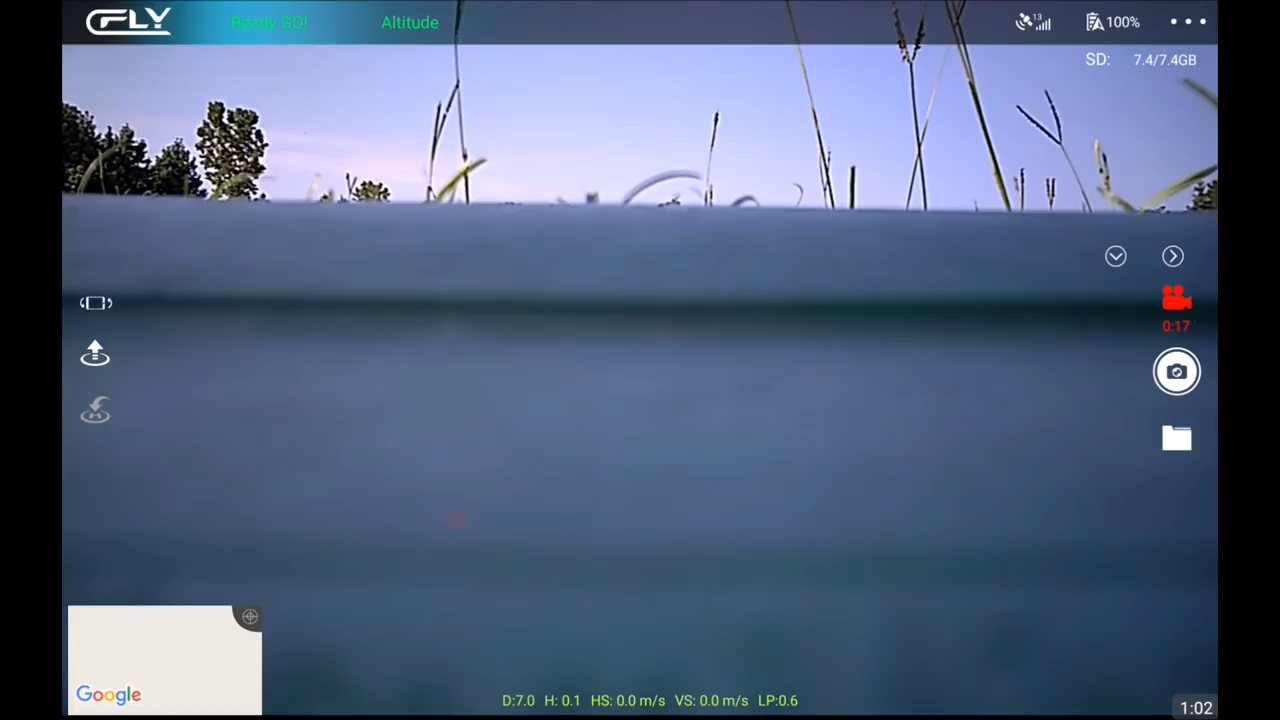 CFLY Ready GO! Altitude 13 100%
SD: 7.4/7.4GB
0:17
H
Google
D:7.0 H: 0.1 HS: 0.0 m/s VS: 0.0 m/s LP:0.6
1:02